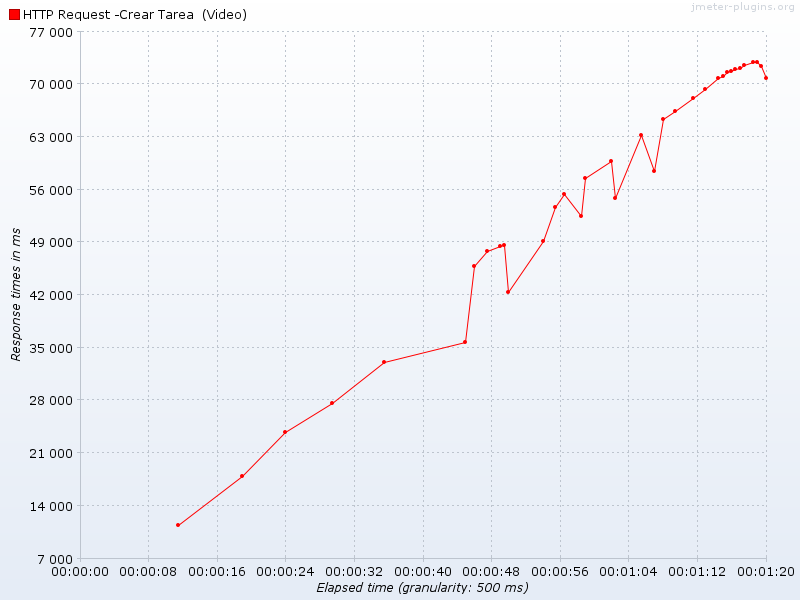 HTTP Request -Crear Tarea  (Video)
jmeter-plugins.org
77 000
70 000
63 000
56 000
49 000
42 000
35 000
28 000
21 000
14 000
7 000
Response times in ms
00:00:00 00:00:08 00:00:16 00:00:24 00:00:32 00:00:40 00:00:48 00:00:56 00:01:04 00:01:12 00:01:20
Elapsed time (granularity: 500 ms)